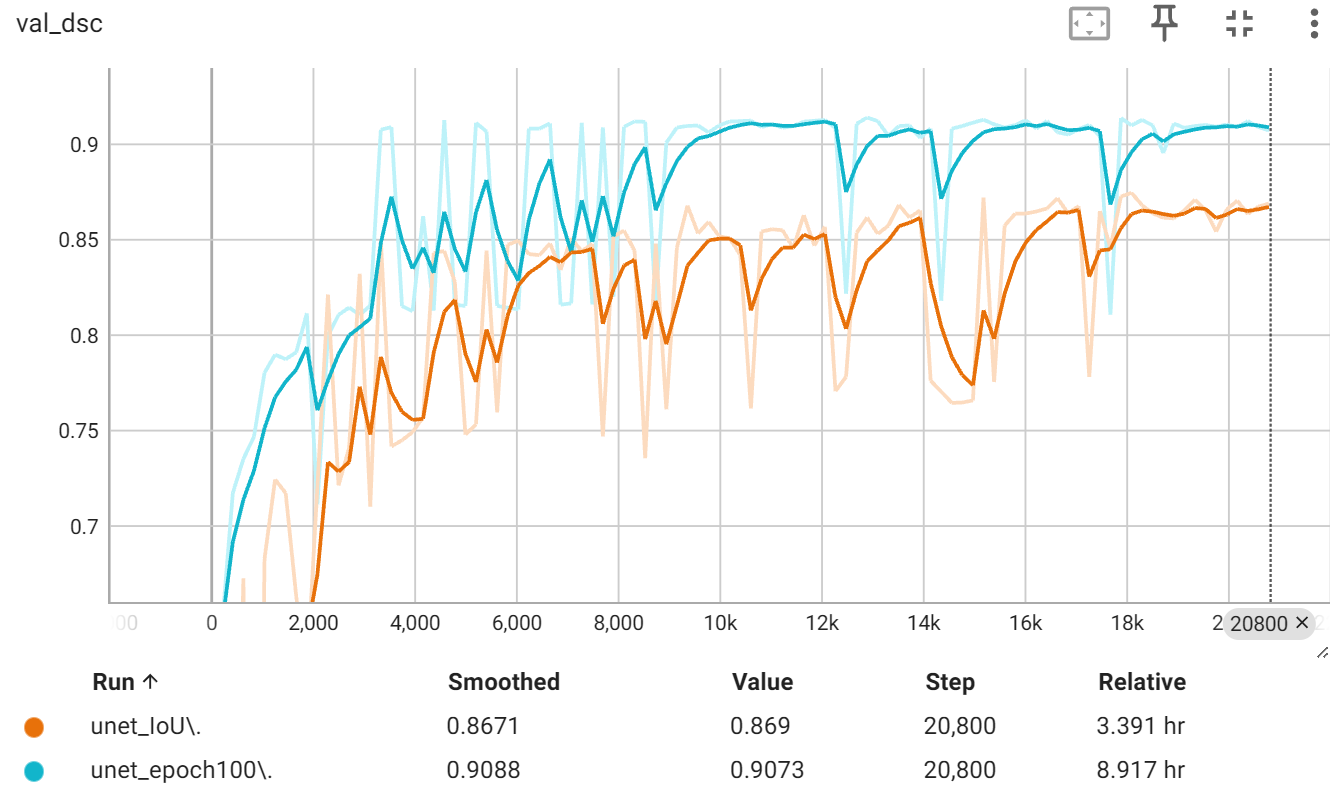 val_dsc
0.9
0.85
0.8
0.75
0.7
00 0 2,000 4,000 6,000 8,000 10k 12k 14k 16k 18k 2 20800 ×
Run ↑ Smoothed Value Step Relative
unet_IoU\. 0.8671 0.869 20,800 3.391 hr
unet_epoch100\. 0.9088 0.9073 20,800 8.917 hr